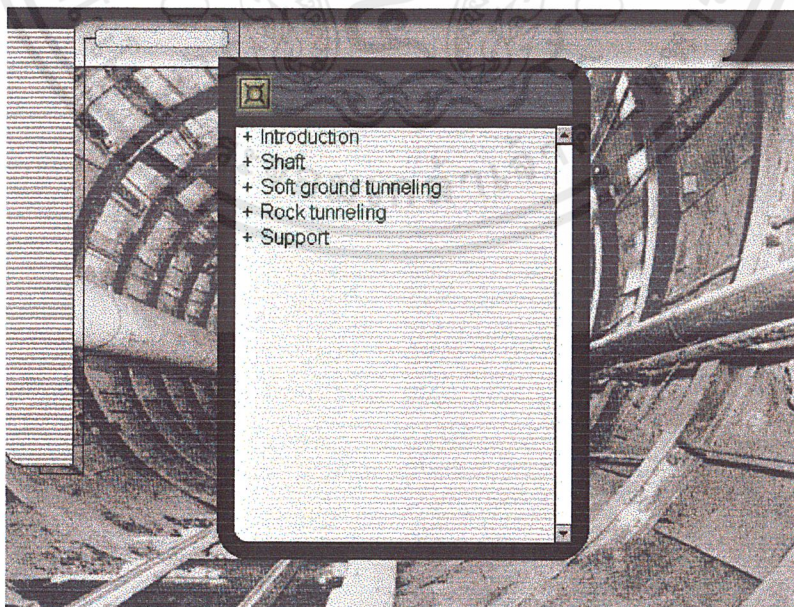 + Introduction
+ Shaft
+ Soft ground tunneling
+ Rock tunneling
+ Support